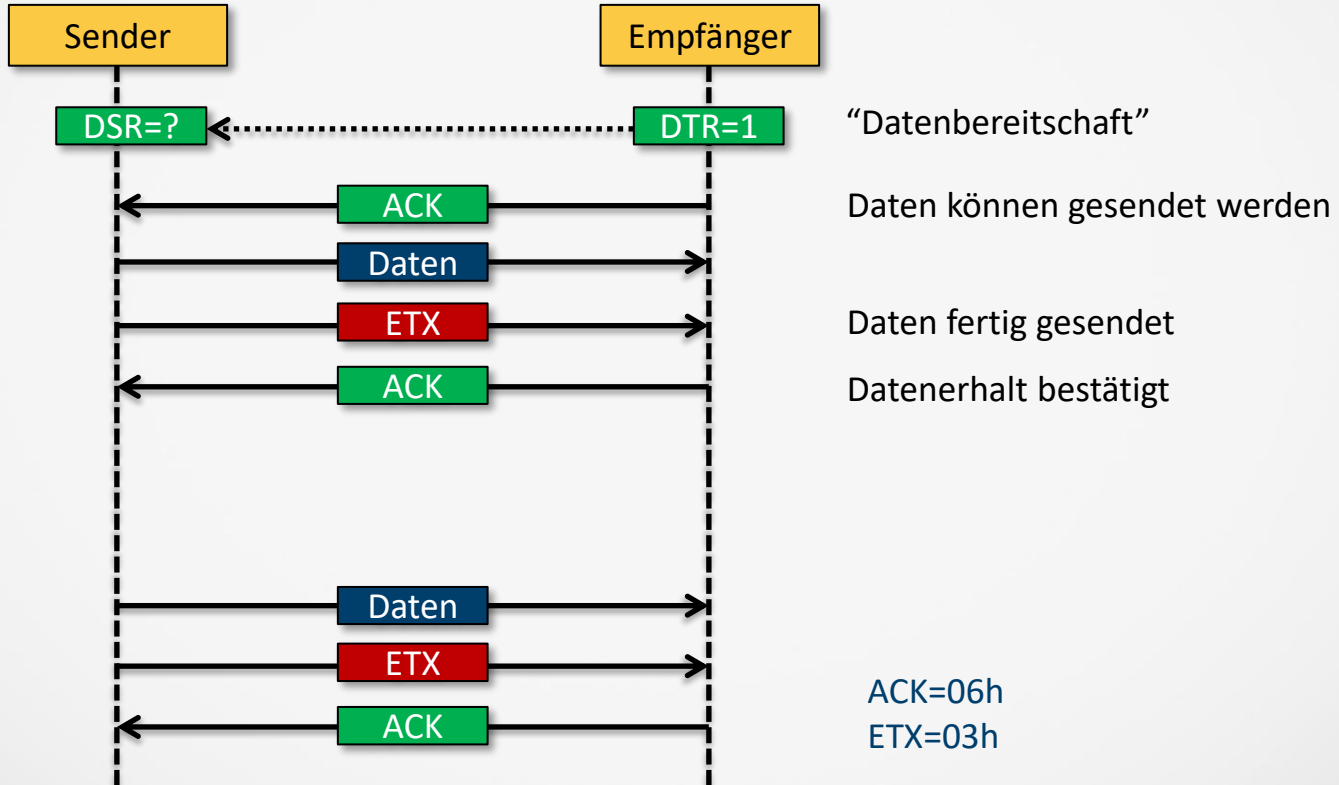 Sender
Empfänger
DSR=?
DTR=1
“Datenbereitschaft”
ACK
Daten können gesendet werden
Daten
ETX
Daten fertig gesendet
ACK
Datenerhalt bestätigt
Daten
ETX
ACK
ACK=06h
ETX=03h